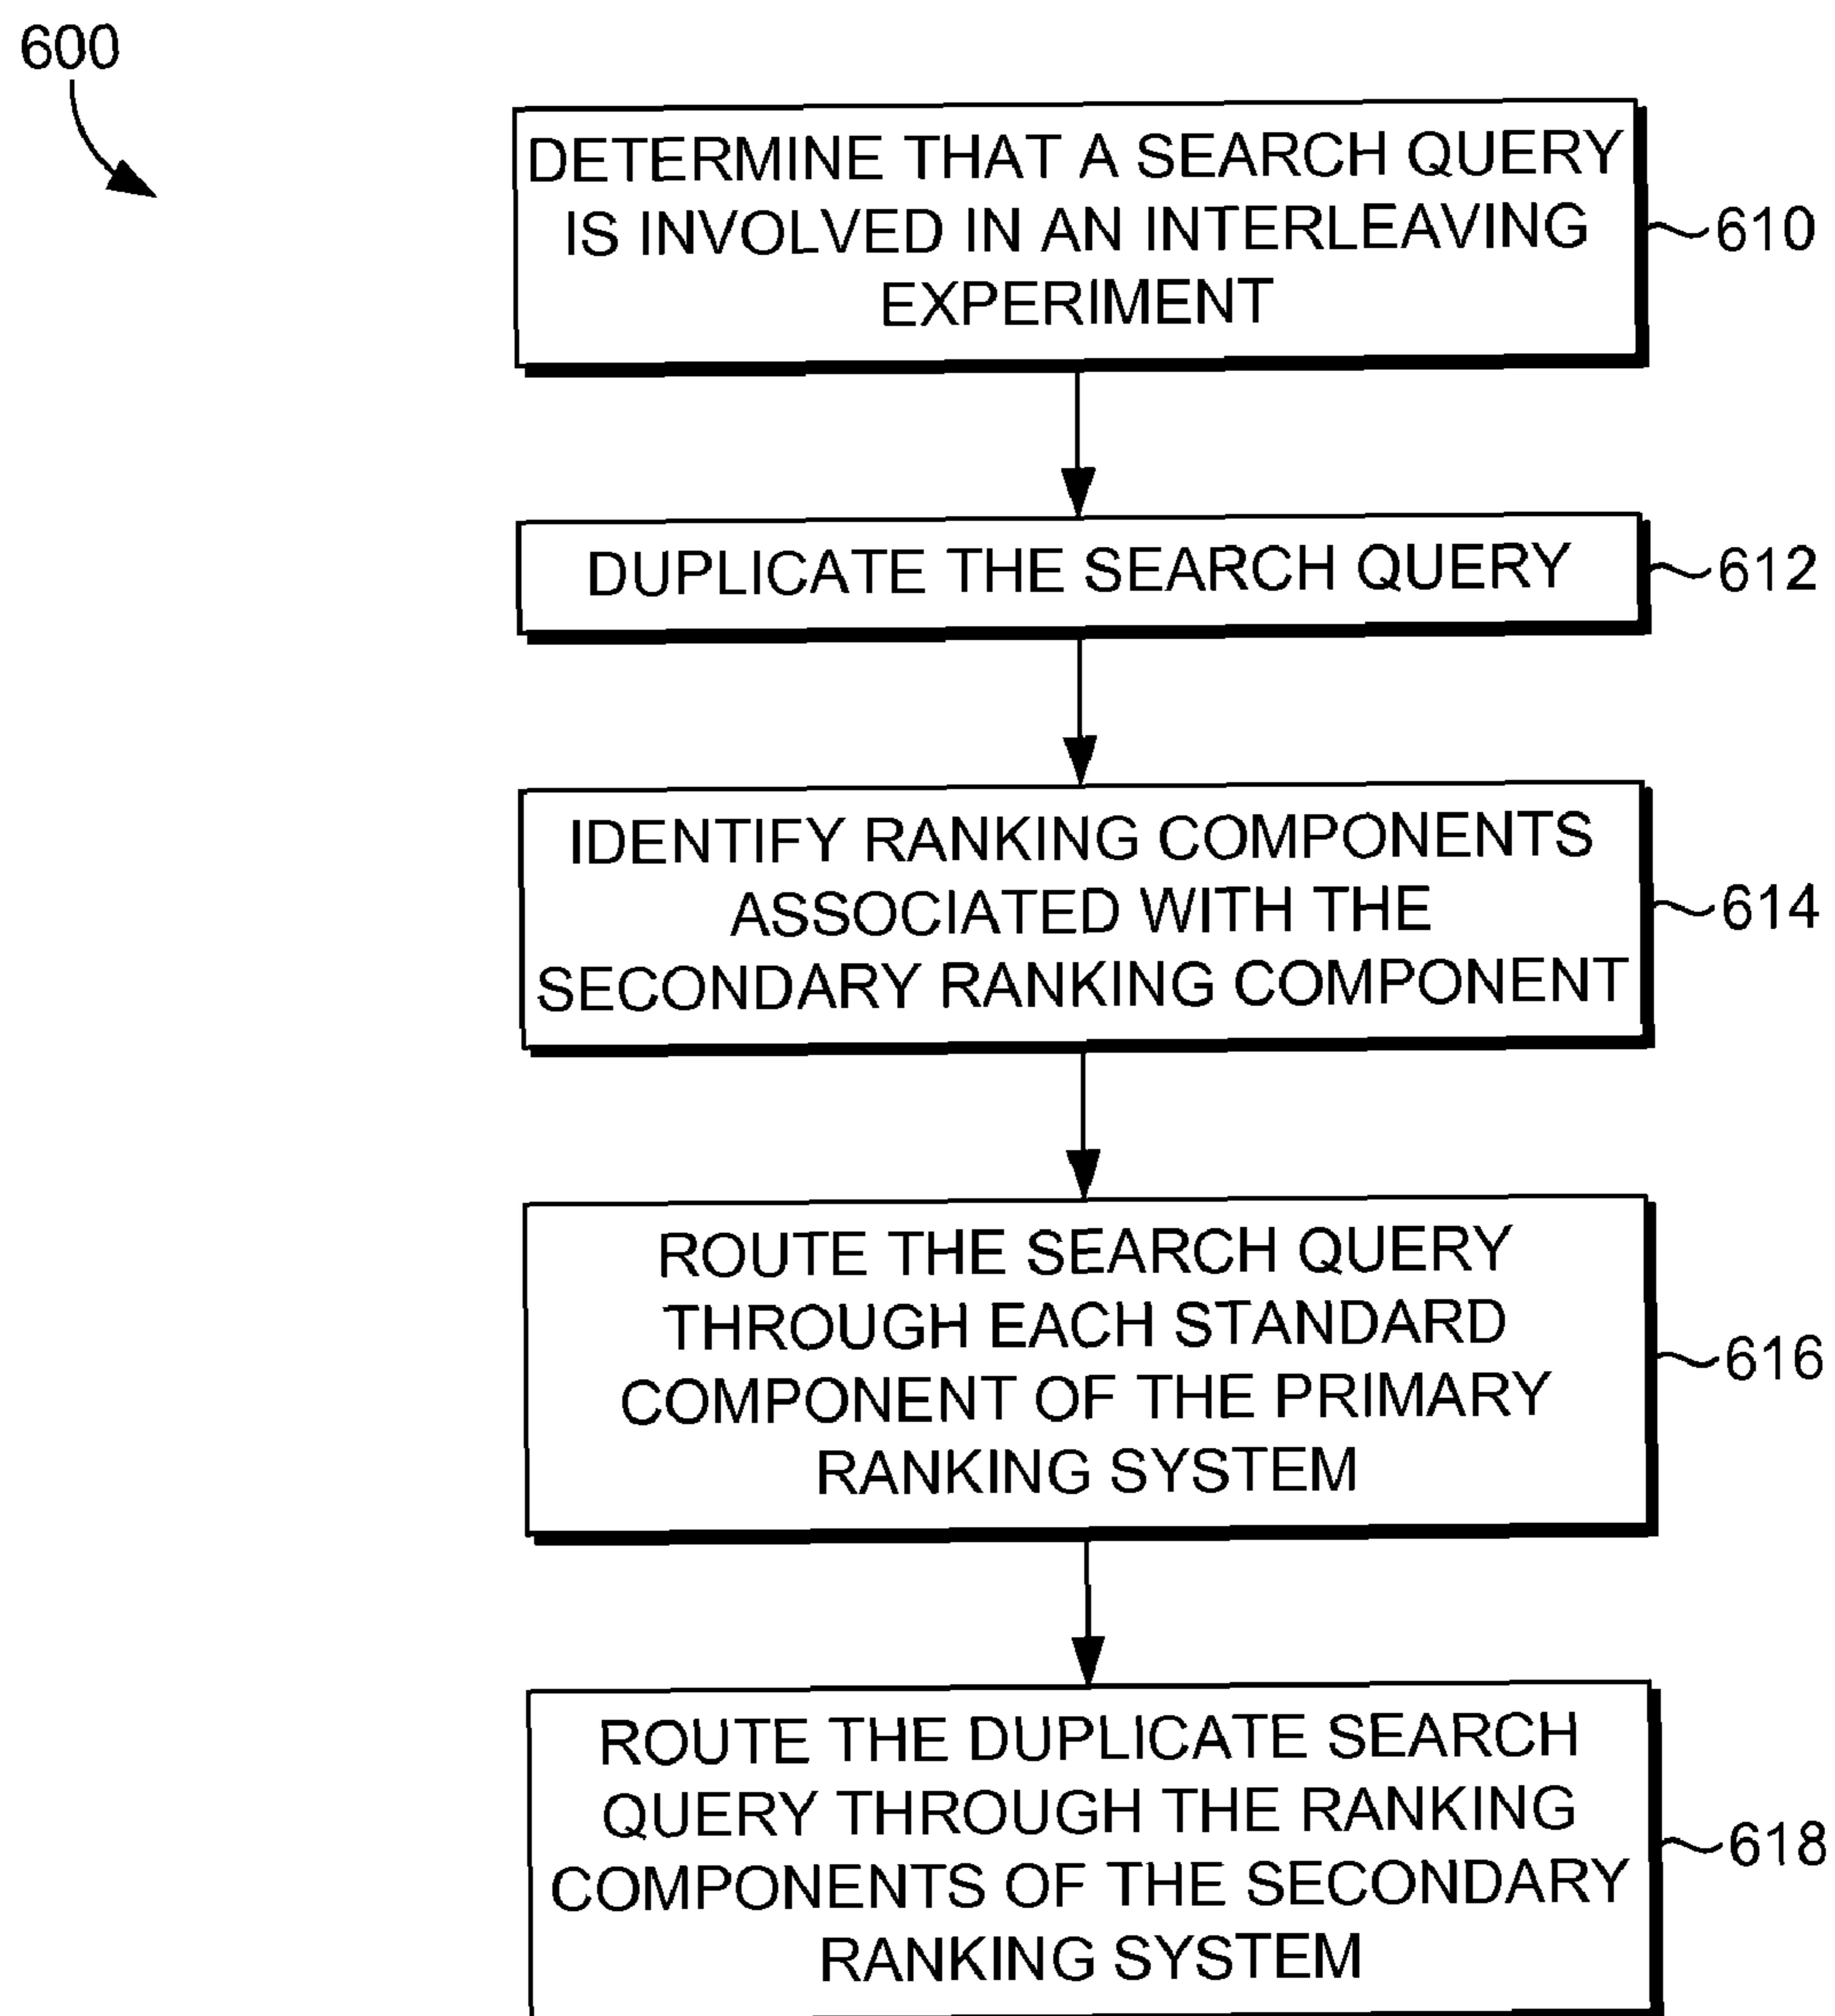 600
DETERMINE THAT A SEARCH QUERY
IS INVOLVED IN AN INTERLEAVING
EXPERIMENT
610
DUPLICATE THE SEARCH QUERY
612
IDENTIFY RANKING COMPONENTS
ASSOCIATED WITH THE
SECONDARY RANKING COMPONENT
614
ROUTE THE SEARCH QUERY
THROUGH EACH STANDARD
COMPONENT OF THE PRIMARY
RANKING SYSTEM
616
ROUTE THE DUPLICATE SEARCH
QUERY THROUGH THE RANKING
COMPONENTS OF THE SECONDARY
RANKING SYSTEM
618